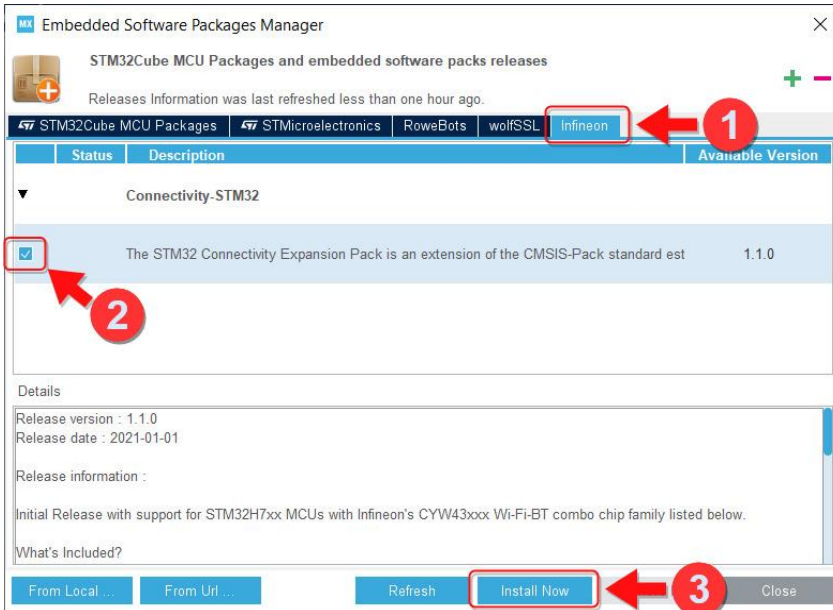 MX Embedded Software Packages Manager
STM32Cube MCU Packages and embedded software packs releases
Releases Information was last refreshed less than one hour ago.
STM32Cube MCU Packages STMicroelectronics RoweBots wolfSSL Infineon
1
Status Description Available Version
Connectivity-STM32
The STM32 Connectivity Expansion Pack is an extension of the CMSIS-Pack standard est 1.1.0
2
Details
Release version : 1.1.0
Release date : 2021-01-01
Release information :
Initial Release with support for STM32H7xx MCUs with Infineon's CYW43xxx Wi-Fi-BT combo chip family listed below.
What's Included?
From Local ... From Url ... Refresh Install Now 3 Close